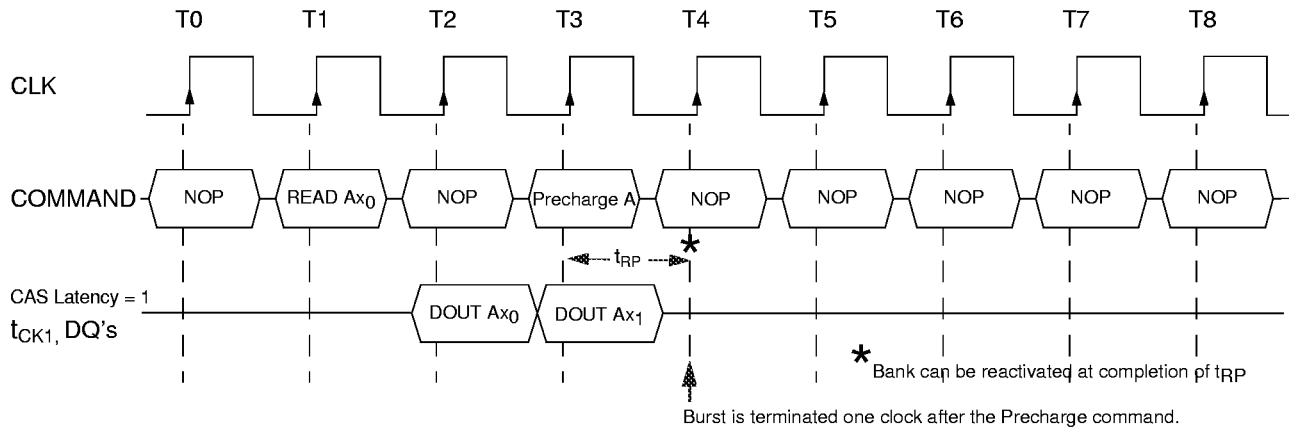 T0 T1 T2 T3 T4 T5 T6 T7 T8
CLK
COMMAND NOP READ Ax0 NOP Precharge A NOP NOP NOP NOP NOP
*
tRP
CAS Latency = 1
tCK1, DQ's DOUT Ax0 DOUT Ax1
* Bank can be reactivated at completion of tRP
Burst is terminated one clock after the Precharge command.